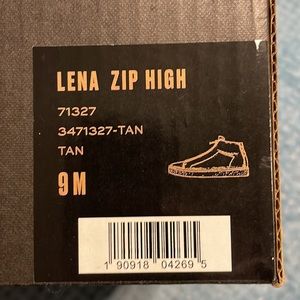 LENA ZIP HIGH
71327
3471327-TAN
TAN
9M
1 90918 04269 5